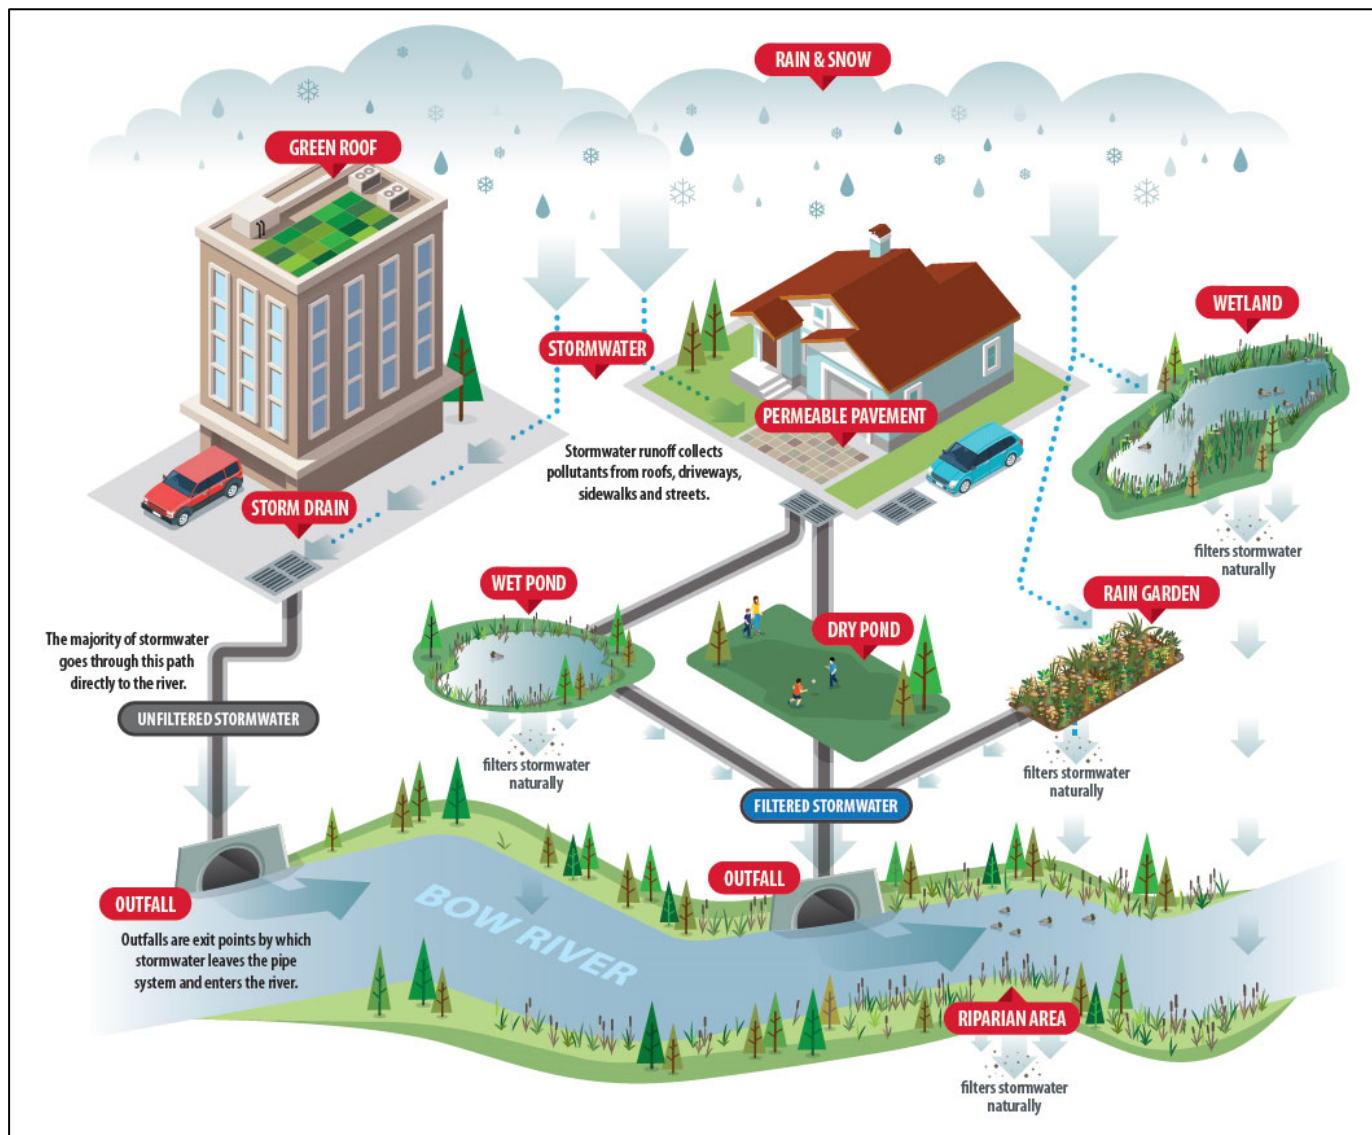 RAIN & SNOW
GREEN ROOF
WETLAND
STORMWATER
PERMEABLE PAVEMENT
Stormwater runoff collects
pollutants from roofs, driveways,
sidewalks and streets.
STORM DRAIN
filters stormwater
naturally
WET POND
RAIN GARDEN
DRY POND
The majority of stormwater
goes through this path
directly to the river.
UNFILTERED STORMWATER
filters stormwater
naturally
filters stormwater
naturally
FILTERED STORMWATER
OUTFALL
OUTFALL
BOW RIVER
Outfalls are exit points by which
stormwater leaves the pipe
system and enters the river.
RIPARIAN AREA
filters stormwater
naturally